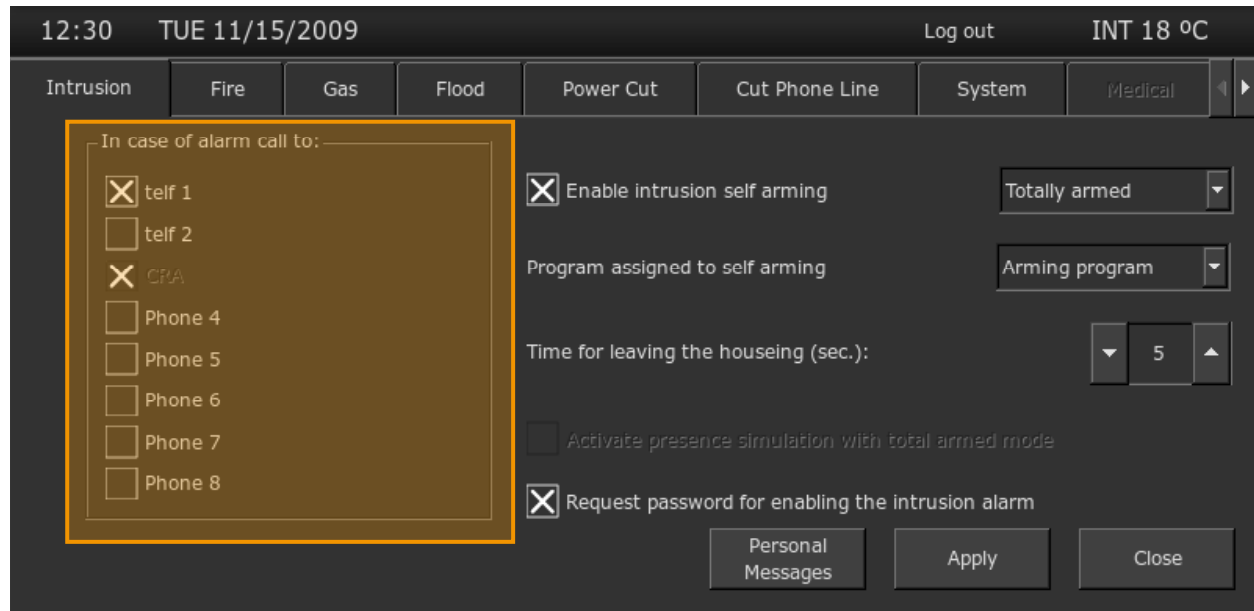 12:30 TUE 11/15/2009 Log out INT 18 ºC
Intrusion Fire Gas Flood Power Cut Cut Phone Line System Medical
In case of alarm call to:
telf 1
telf 2
CRA
Phone 4
Phone 5
Phone 6
Phone 7
Phone 8
Enable intrusion self arming Totally armed
Program assigned to self arming Arming program
Time for leaving the houseing (sec.): 5
Activate presence simulation with total armed mode
Request password for enabling the intrusion alarm
Personal
Messages
Apply
Close